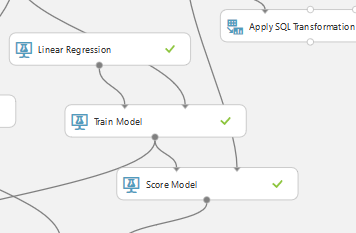 Apply SQL Transformation
Linear Regression
Train Model
Score Model